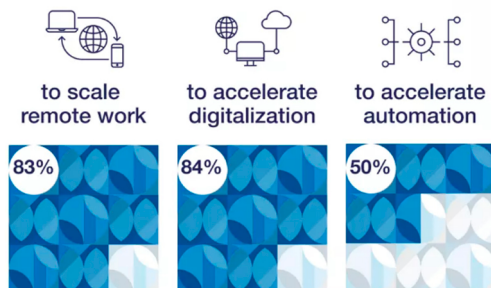 to scale
remote work
to accelerate
digitalization
to accelerate
automation
83%
84%
50%